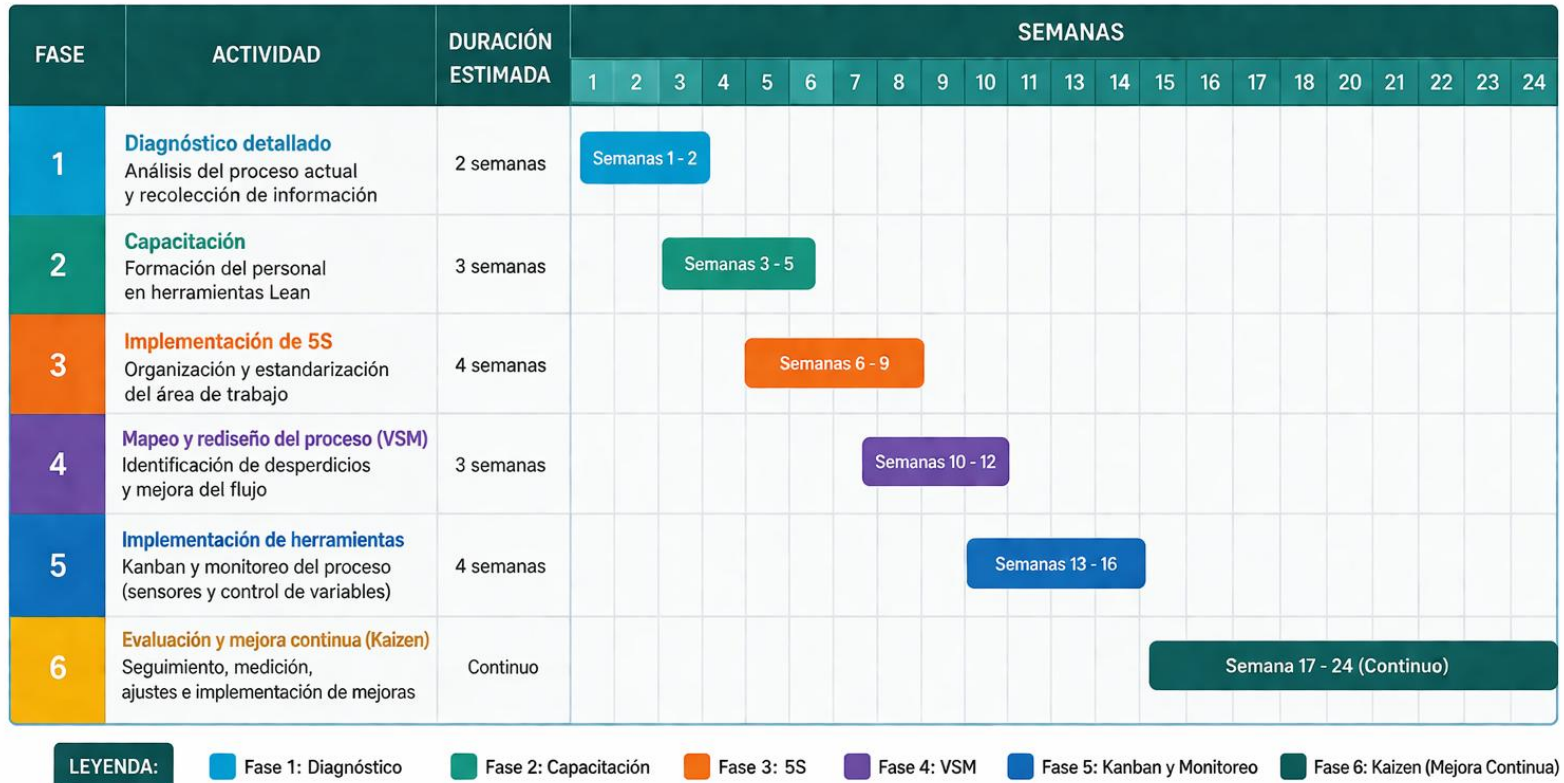 FASE
ACTIVIDAD
DURACIÓN
ESTIMADA
SEMANAS
1 2 3 4 5 6 7 8 9 10 11 13 14 15 16 17 18 20 21 22 23 24
1
Diagnóstico detallado
Análisis del proceso actual
y recolección de información
2 semanas
Semanas 1 - 2
2
Capacitación
Formación del personal
en herramientas Lean
3 semanas
Semanas 3 - 5
3
Implementación de 5S
Organización y estandarización
del área de trabajo
4 semanas
Semanas 6 - 9
4
Mapeo y rediseño del proceso (VSM)
Identificación de desperdicios
y mejora del flujo
3 semanas
Semanas 10 - 12
5
Implementación de herramientas
Kanban y monitoreo del proceso
(sensores y control de variables)
4 semanas
Semanas 13 - 16
6
Evaluación y mejora continua (Kaizen)
Seguimiento, medición,
ajustes e implementación de mejoras
Continuo
Semana 17 - 24 (Continuo)
LEYENDA:
Fase 1: Diagnóstico
Fase 2: Capacitación
Fase 3: 5S
Fase 4: VSM
Fase 5: Kanban y Monitoreo
Fase 6: Kaizen (Mejora Continua)